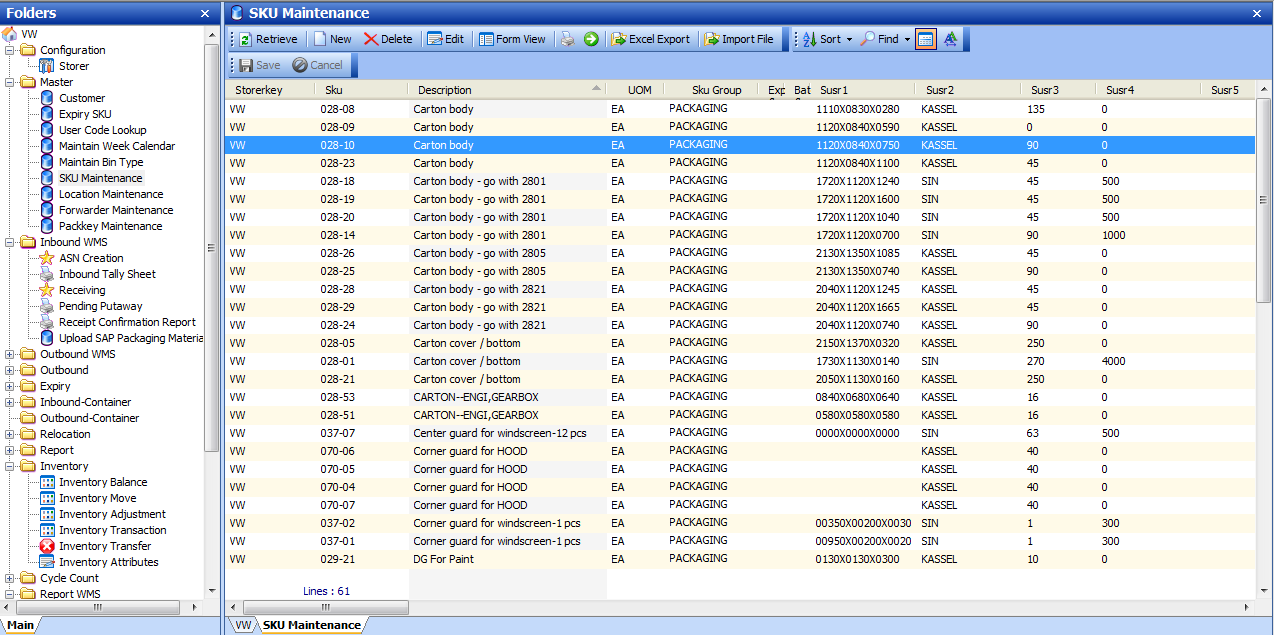 Folders
VW
Configuration
Storer
Master
Customer
Expiry SKU
User Code Lookup
Maintain Week Calendar
Maintain Bin Type
SKU Maintenance
Location Maintenance
Forwarder Maintenance
Packkey Maintenance
Inbound WMS
ASN Creation
Inbound Tally Sheet
Receiving
Pending Putaway
Receipt Confirmation Report
Upload SAP Packaging Materia
Outbound WMS
Outbound
Expiry
Inbound-Container
Outbound-Container
Relocation
Report
Inventory
Inventory Balance
Inventory Move
Inventory Adjustment
Inventory Transaction
Inventory Transfer
Inventory Attributes
Cycle Count
Report WMS
Main
SKU Maintenance
Retrieve New Delete Edit Form View Excel Export Import File Sort Find
Save Cancel
Storerkey Sku Description UOM Sku Group Exp Bat Susr1 Susr2 Susr3 Susr4 Susr5
VW 028-08 Carton body EA PACKAGING 1110X0830X0280 KASSEL 135 0
VW 028-09 Carton body EA PACKAGING 1120X0840X0590 KASSEL 0 0
VW 028-10 Carton body EA PACKAGING 1120X0840X0750 KASSEL 90 0
VW 028-23 Carton body EA PACKAGING 1120X0840X1100 KASSEL 45 0
VW 028-18 Carton body - go with 2801 EA PACKAGING 1720X1120X1240 SIN 45 500
VW 028-19 Carton body - go with 2801 EA PACKAGING 1720X1120X1600 SIN 45 500
VW 028-20 Carton body - go with 2801 EA PACKAGING 1720X1120X1040 SIN 45 500
VW 028-14 Carton body - go with 2801 EA PACKAGING 1720X1120X0700 SIN 90 1000
VW 028-26 Carton body - go with 2805 EA PACKAGING 2130X1350X1085 KASSEL 45 0
VW 028-25 Carton body - go with 2805 EA PACKAGING 2130X1350X0740 KASSEL 90 0
VW 028-28 Carton body - go with 2821 EA PACKAGING 2040X1120X1245 KASSEL 45 0
VW 028-29 Carton body - go with 2821 EA PACKAGING 2040X1120X1665 KASSEL 45 0
VW 028-24 Carton body - go with 2821 EA PACKAGING 2040X1120X0740 KASSEL 90 0
VW 028-05 Carton cover / bottom EA PACKAGING 2150X1370X0320 KASSEL 250 0
VW 028-01 Carton cover / bottom EA PACKAGING 1730X1130X0140 SIN 270 4000
VW 028-21 Carton cover / bottom EA PACKAGING 2050X1130X0160 KASSEL 250 0
VW 028-53 CARTON--ENGI,GEARBOX EA PACKAGING 0840X0680X0640 KASSEL 16 0
VW 028-51 CARTON--ENGI,GEARBOX EA PACKAGING 0580X0580X0580 KASSEL 16 0
VW 037-07 Center guard for windscreen-12 pcs EA PACKAGING 0000X0000X0000 SIN 63 500
VW 070-06 Corner guard for HOOD EA PACKAGING KASSEL 40 0
VW 070-05 Corner guard for HOOD EA PACKAGING KASSEL 40 0
VW 070-04 Corner guard for HOOD EA PACKAGING KASSEL 40 0
VW 070-07 Corner guard for HOOD EA PACKAGING KASSEL 40 0
VW 037-02 Corner guard for windscreen-1 pcs EA PACKAGING 00350X00200X0030 SIN 1 300
VW 037-01 Corner guard for windscreen-1 pcs EA PACKAGING 00950X00200X0020 SIN 1 300
VW 029-21 DG For Paint EA PACKAGING 0130X0130X0300 KASSEL 10 0
Lines : 61
VW SKU Maintenance